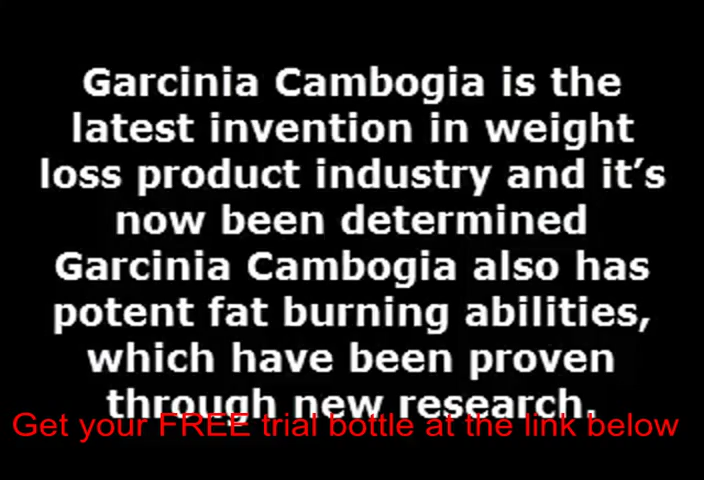 Garcinia Cambogia is the
latest invention in weight
loss product industry and it’s
now been determined
Garcinia Cambogia also has
potent fat burning abilities,
which have been proven
through new research.
Get your FREE trial bottle at the link below